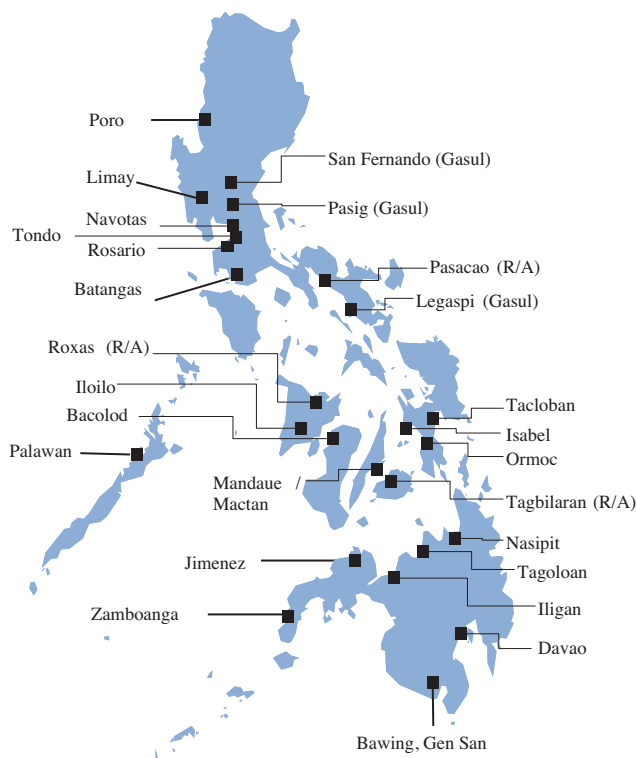 Poro
San Fernando (Gasul)
Limay
Pasig (Gasul)
Navotas
Tondo
Rosario
Pasacao (R/A)
Batangas
Legaspi (Gasul)
Roxas (R/A)
Iloilo
Bacolod
Tacloban
Isabel
Palawan
Ormoc
Mandaue /
Mactan
Tagbilaran (R/A)
Nasipit
Jimenez
Tagoloan
Iligan
Zamboanga
Davao
Bawing, Gen San